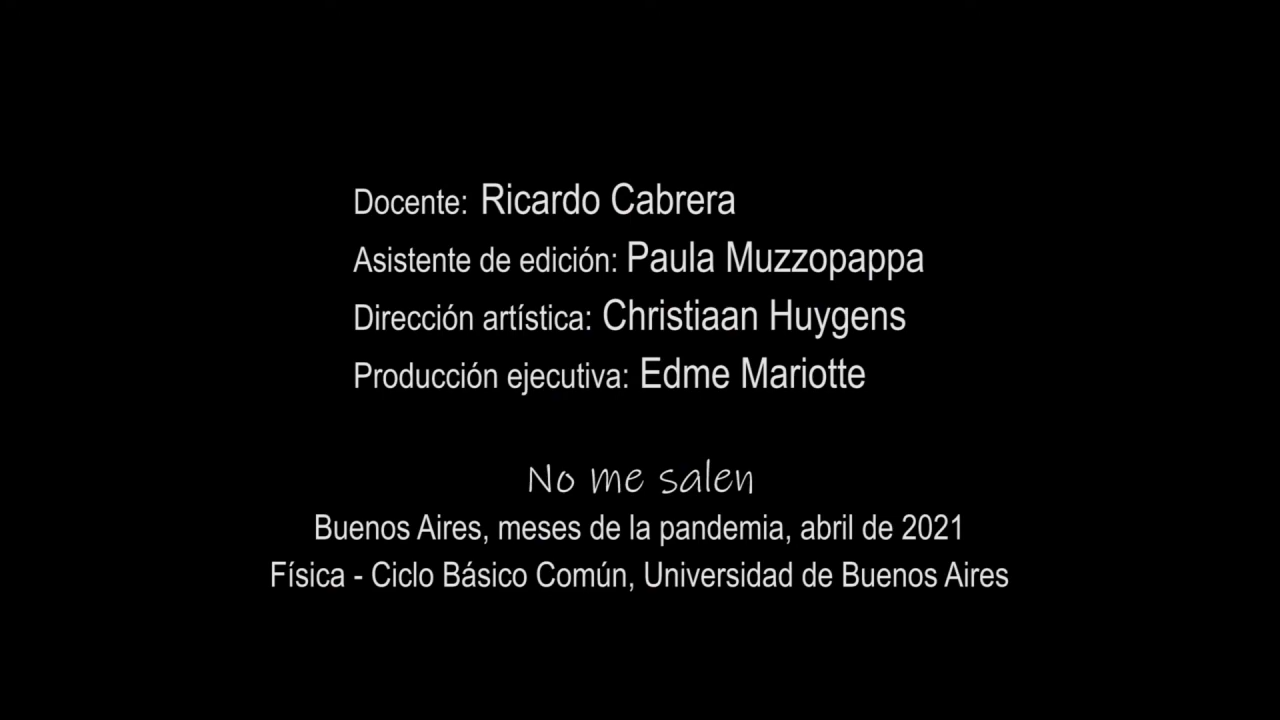 Docente: Ricardo Cabrera
Asistente de edición: Paula Muzzopappa
Dirección artística: Christiaan Huygens
Producción ejecutiva: Edme Mariotte
No me salen
Buenos Aires, meses de la pandemia, abril de 2021
Física - Ciclo Básico Común, Universidad de Buenos Aires